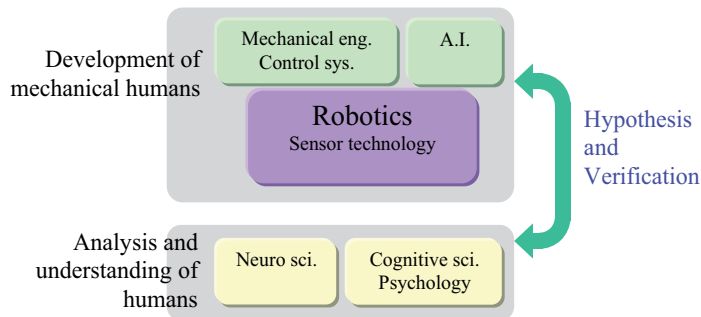 Development of
mechanical humans
Mechanical eng.
Control sys.
A.I.
Robotics
Sensor technology
Hypothesis
and
Verification
Analysis and
understanding of
humans
Neuro sci.
Cognitive sci.
Psychology